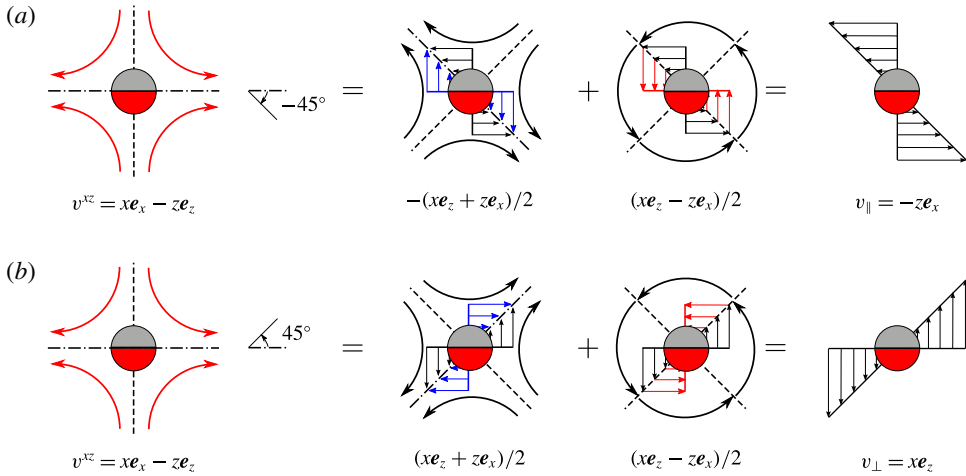 (a)
−45°
=
+
=
v^{xz} = xe_x − ze_z
−(xe_z + ze_x)/2
(xe_z − ze_x)/2
v_∥ = −ze_x
(b)
45°
=
+
=
v^{xz} = xe_x − ze_z
(xe_z + ze_x)/2
(xe_z − ze_x)/2
v_⊥ = xe_z